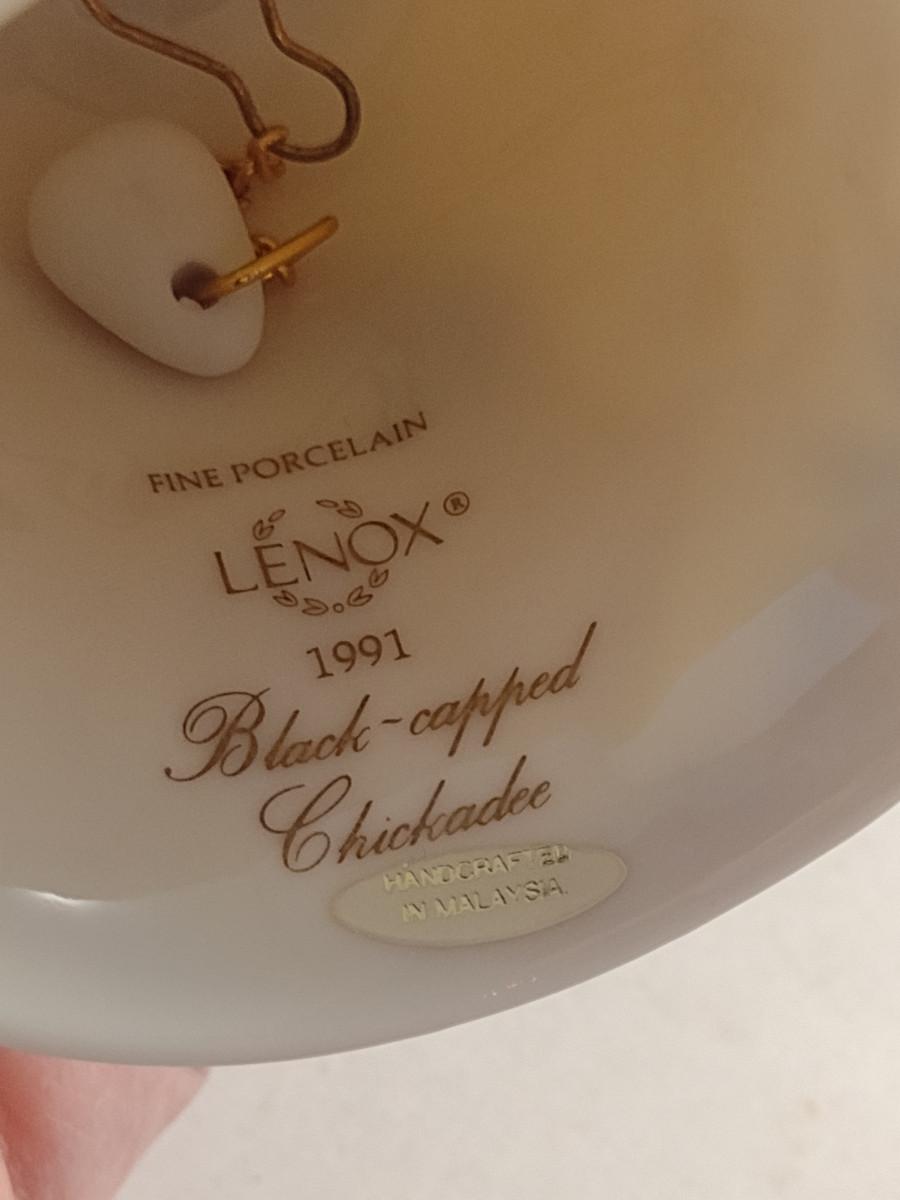 FINE PORCELAIN
LENOX®
1991
Black-capped
Chickadee
HANDCRAFTED
IN MALAYSIA.